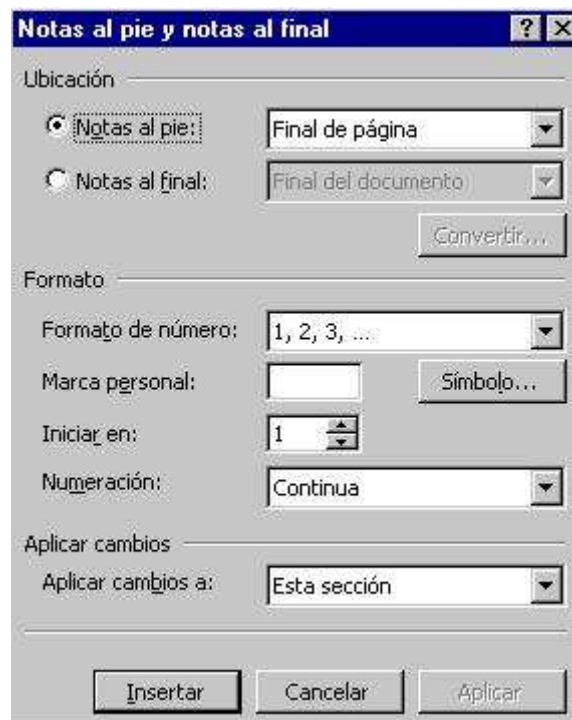 Notas al pie y notas al final
Ubicación
Notas al pie: Final de página
Notas al final: Final del documento
Convertir...
Formato
Formato de número: 1, 2, 3, ...
Marca personal: Símbolo...
Iniciar en: 1
Numeración: Continua
Aplicar cambios
Aplicar cambios a: Esta sección
Insertar Cancelar Aplicar